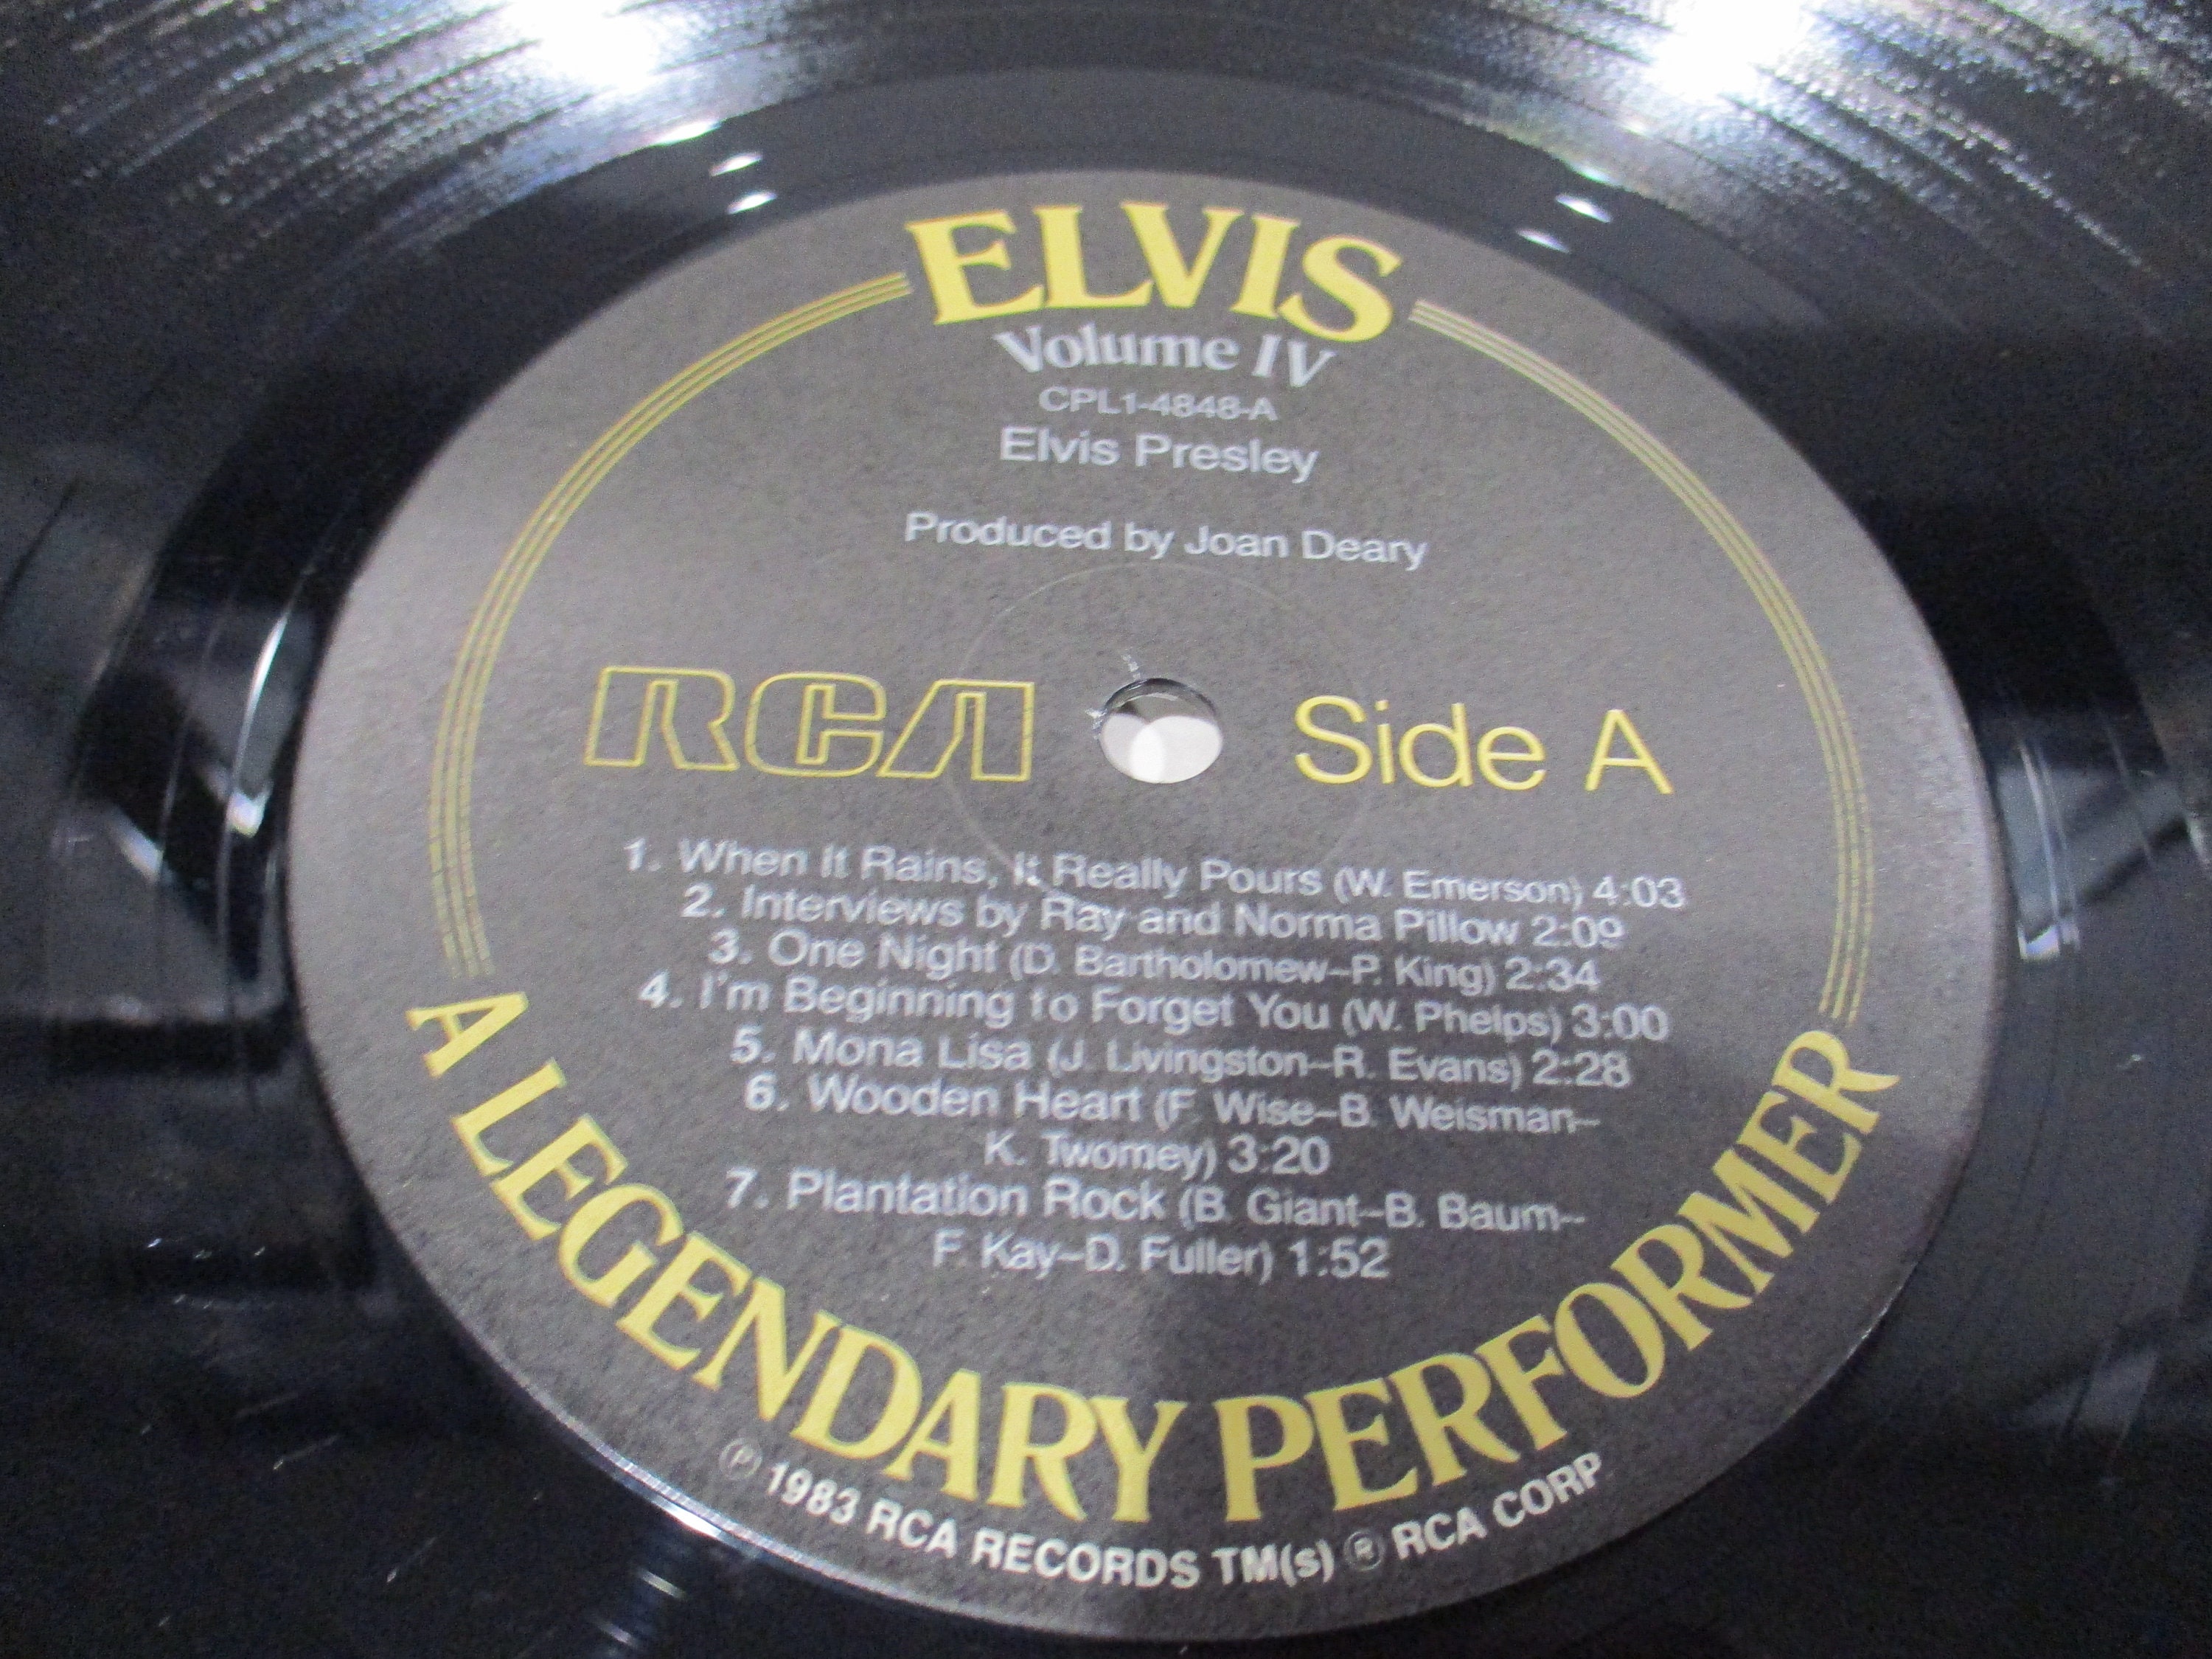 ELVIS
Volume IV
CPL1-4848-A
Elvis Presley
Produced by Joan Deary
RCA Side A
1. When It Rains, It Really Pours (W. Emerson) 4:03
2. Interviews by Ray and Norma Pillow 2:09
3. One Night (D. Bartholomew–P. King) 2:34
4. I'm Beginning to Forget You (W. Phelps) 3:00
5. Mona Lisa (J. Livingston–R. Evans) 2:28
6. Wooden Heart (F. Wise–B. Weisman–
K. Twomey) 3:20
7. Plantation Rock (B. Giant–B. Baum–
F. Kay–D. Fuller) 1:52
A LEGENDARY PERFORMER
℗ 1983 RCA RECORDS TM(s) ® RCA CORP